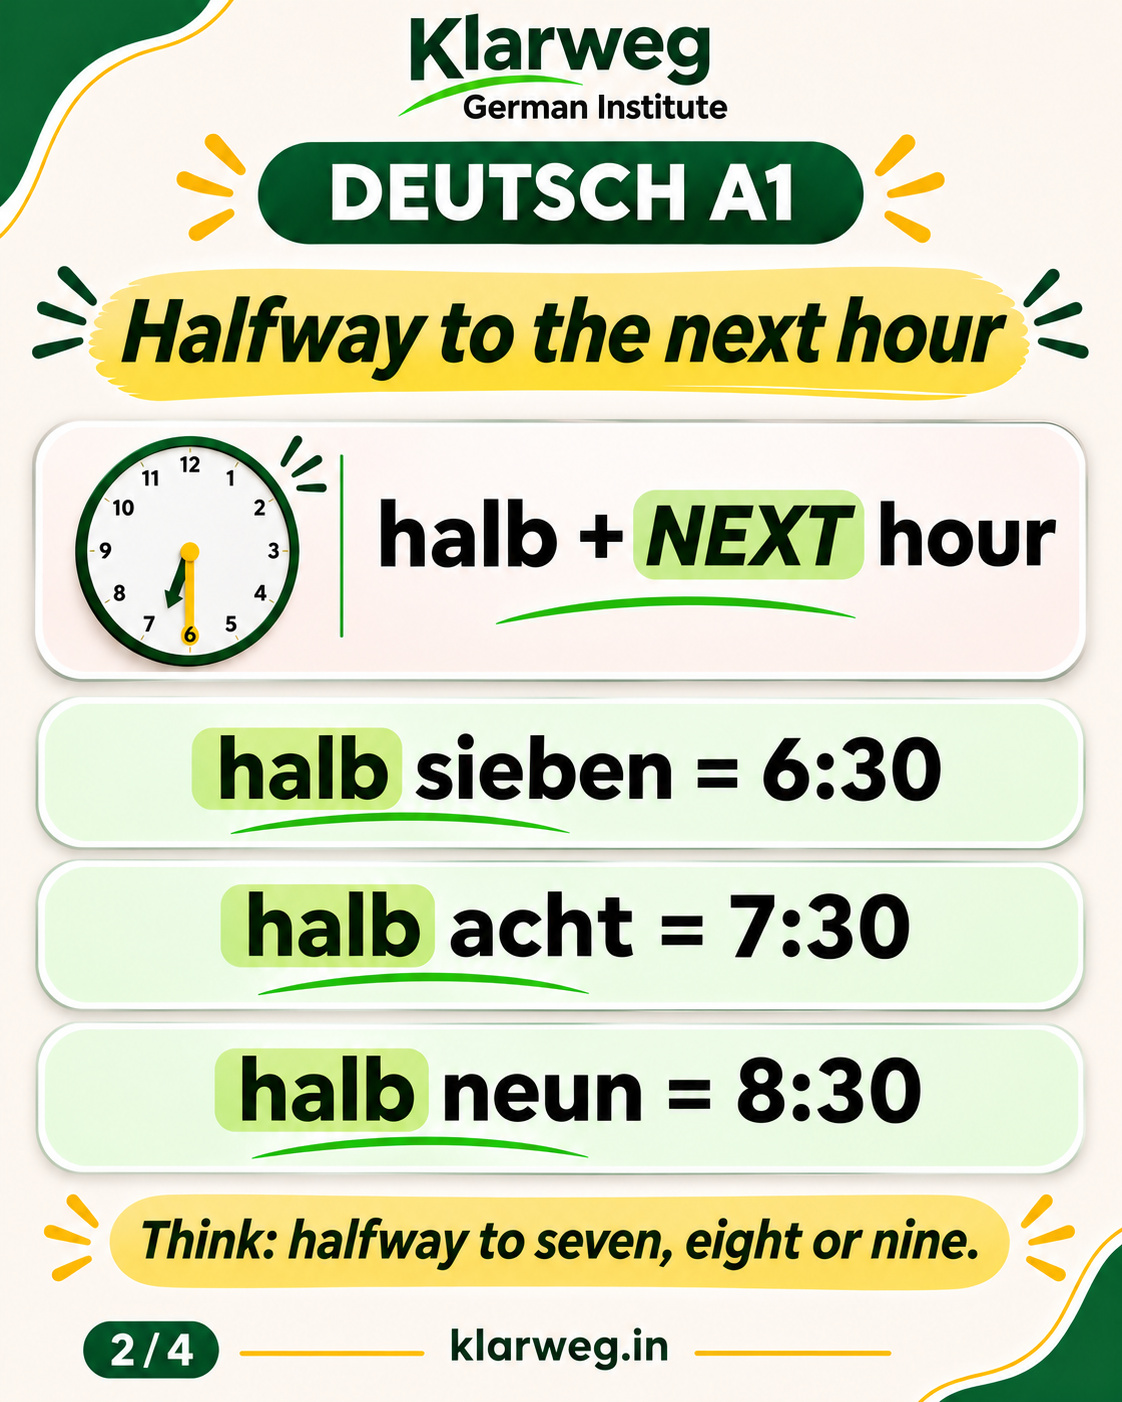 Klarweg
German Institute
DEUTSCH A1
Halfway to the next hour
12
11
1
10
2
9
3
8
4
7
5
6
halb + NEXT hour
halb sieben = 6:30
halb acht = 7:30
halb neun = 8:30
Think: halfway to seven, eight or nine.
2 / 4
klarweg.in